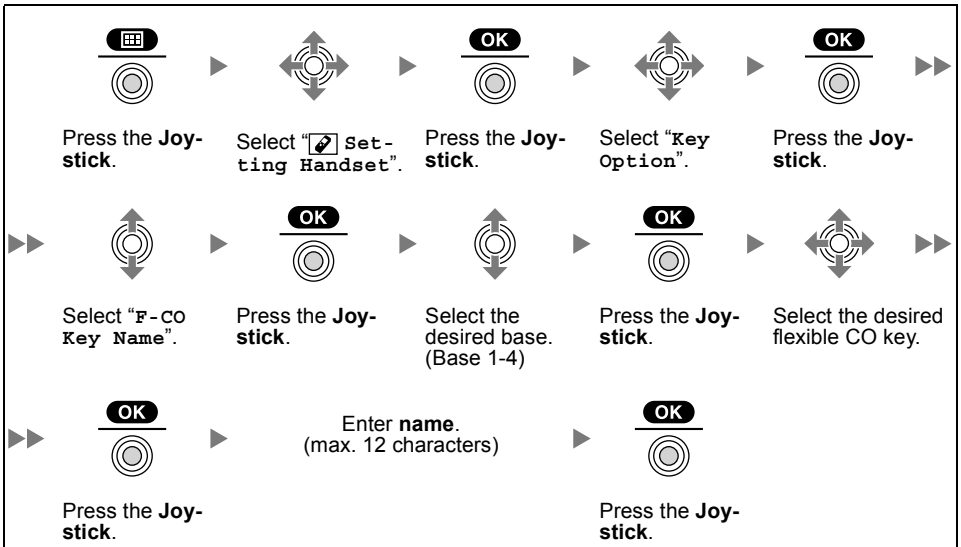 OK
OK
Press the Joy-
stick.
Select “ Set-
ting Handset”.
Press the Joy-
stick.
Select “Key
Option”.
Press the Joy-
stick.
OK
OK
Select “F-CO
Key Name”.
Press the Joy-
stick.
Select the
desired base.
(Base 1-4)
Press the Joy-
stick.
Select the desired
flexible CO key.
OK
Enter name.
(max. 12 characters)
OK
Press the Joy-
stick.
Press the Joy-
stick.